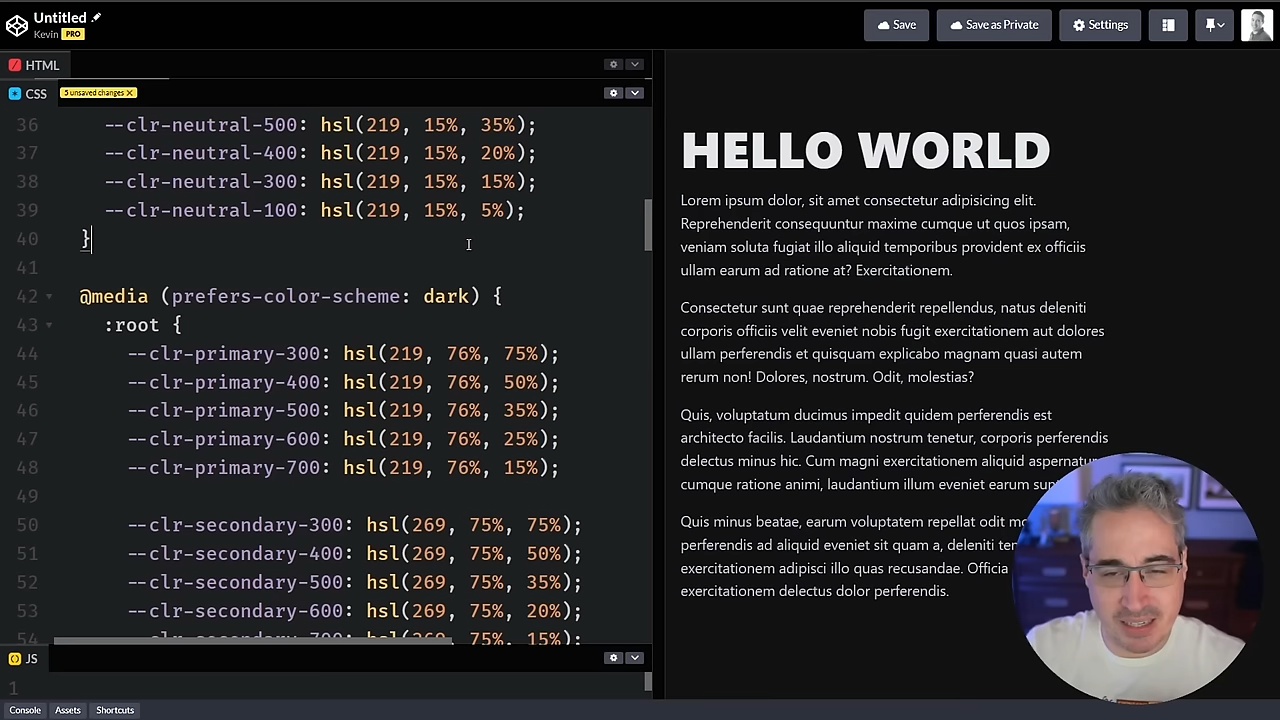 Untitled
Kevin PRO
Save
Save as Private
Settings
HTML
CSS
5 unsaved changes X
36 --clr-neutral-500: hsl(219, 15%, 35%);
37 --clr-neutral-400: hsl(219, 15%, 20%);
38 --clr-neutral-300: hsl(219, 15%, 15%);
39 --clr-neutral-100: hsl(219, 15%, 5%);
40 }
41
42 @media (prefers-color-scheme: dark) {
43 :root {
44 --clr-primary-300: hsl(219, 76%, 75%);
45 --clr-primary-400: hsl(219, 76%, 50%);
46 --clr-primary-500: hsl(219, 76%, 35%);
47 --clr-primary-600: hsl(219, 76%, 25%);
48 --clr-primary-700: hsl(219, 76%, 15%);
49
50 --clr-secondary-300: hsl(269, 75%, 75%);
51 --clr-secondary-400: hsl(269, 75%, 50%);
52 --clr-secondary-500: hsl(269, 75%, 35%);
53 --clr-secondary-600: hsl(269, 75%, 20%);
54 --clr-secondary-700: hsl(269, 75%, 15%);
JS
1
Console
Assets
Shortcuts
HELLO WORLD
Lorem ipsum dolor, sit amet consectetur adipisicing elit.
Reprehenderit consequuntur maxime cumque ut quos ipsam,
veniam soluta fugiat illo aliquid temporibus provident ex officiis
ullam earum ad ratione at? Exercitationem.
Consectetur sunt quae reprehenderit repellendus, natus deleniti
corporis officiis velit eveniet nobis fugit exercitationem aut dolores
ullam perferendis et quisquam explicabo magnam quasi autem
rerum non! Dolores, nostrum. Odit, molestias?
Quis, voluptatum ducimus impedit quidem perferendis est
architecto facilis. Laudantium nostrum tenetur, corporis perferendis
delectus minus hic. Cum magni exercitationem aliquid aspernatur
cumque ratione animi, laudantium illum eveniet earum
Quis minus beatae, earum voluptatem repellat odit
perferendis ad aliquid eveniet sit quam a, deleniti
exercitationem adipisci illo quas recusandae. Officia
exercitationem delectus dolor perferendis.